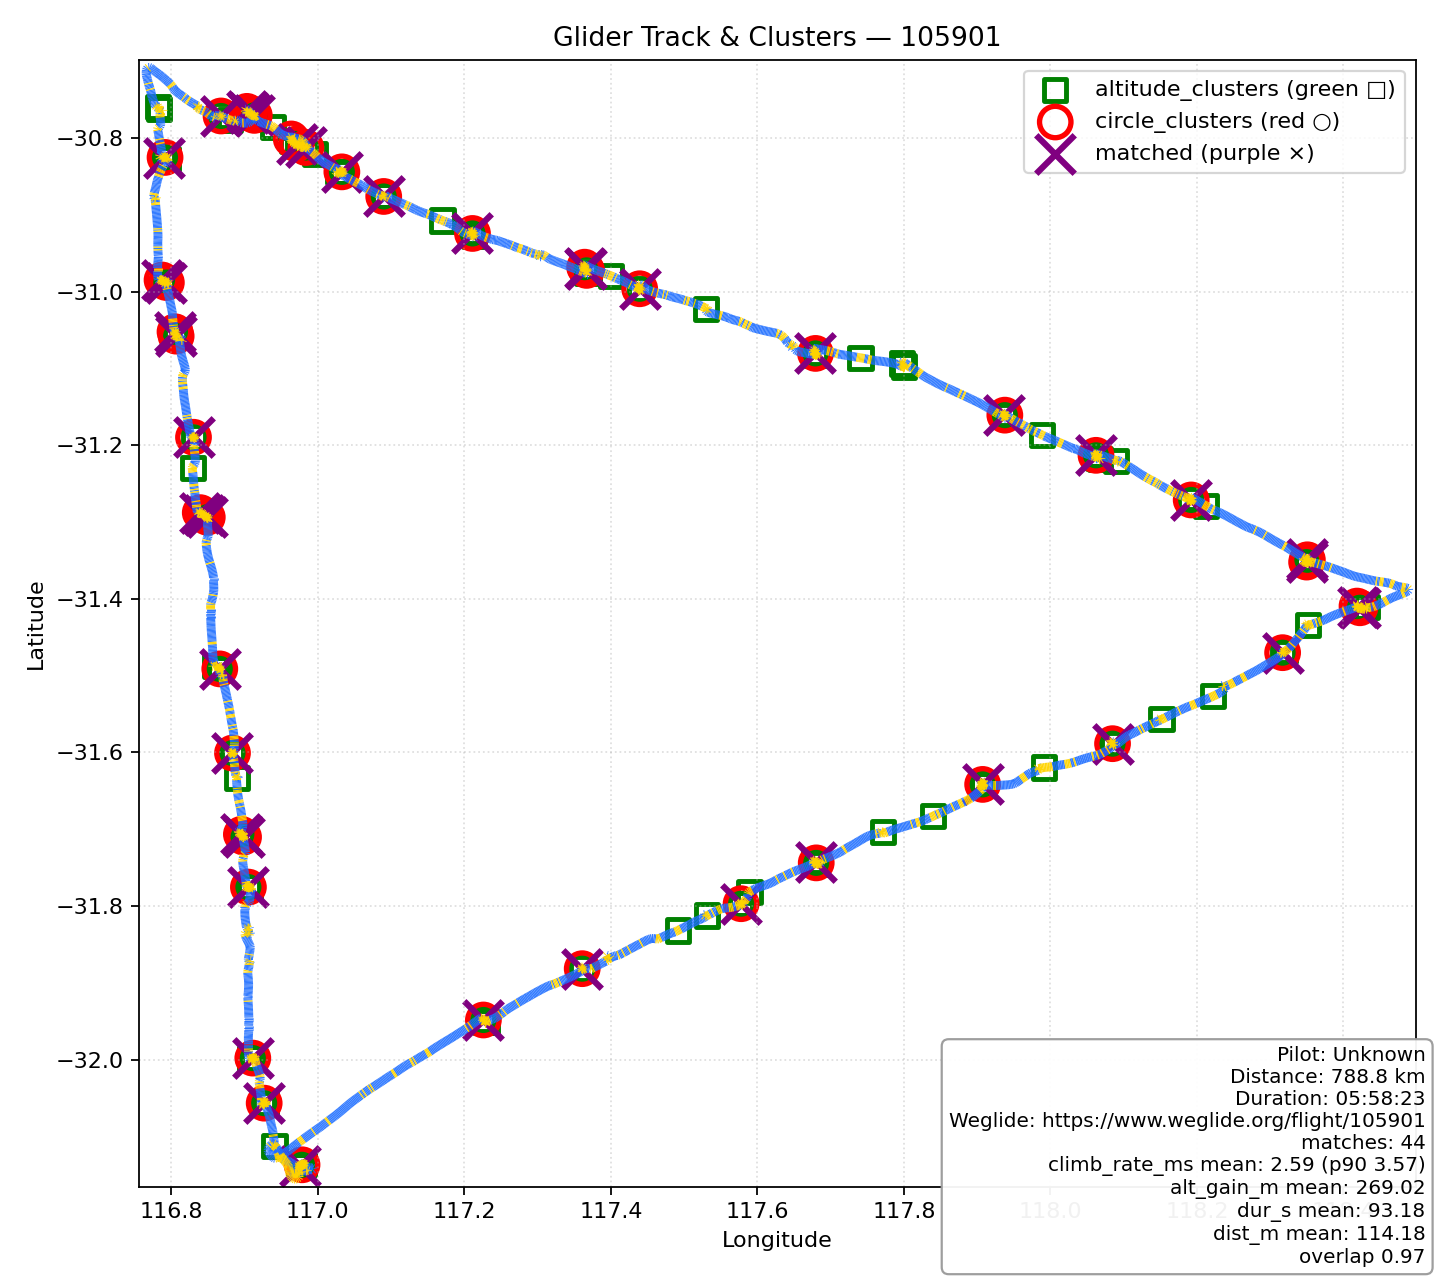 Glider Track & Clusters — 105901
altitude_clusters (green □)
circle_clusters (red ○)
matched (purple ×)
Latitude
−30.8
−31.0
−31.2
−31.4
−31.6
−31.8
−32.0
116.8
117.0
117.2
117.4
117.6
117.8
118.0
118.2
Longitude
Pilot: Unknown
Distance: 788.8 km
Duration: 05:58:23
Weglide: https://www.weglide.org/flight/105901
matches: 44
climb_rate_ms mean: 2.59 (p90 3.57)
alt_gain_m mean: 269.02
dur_s mean: 93.18
dist_m mean: 114.18
overlap 0.97